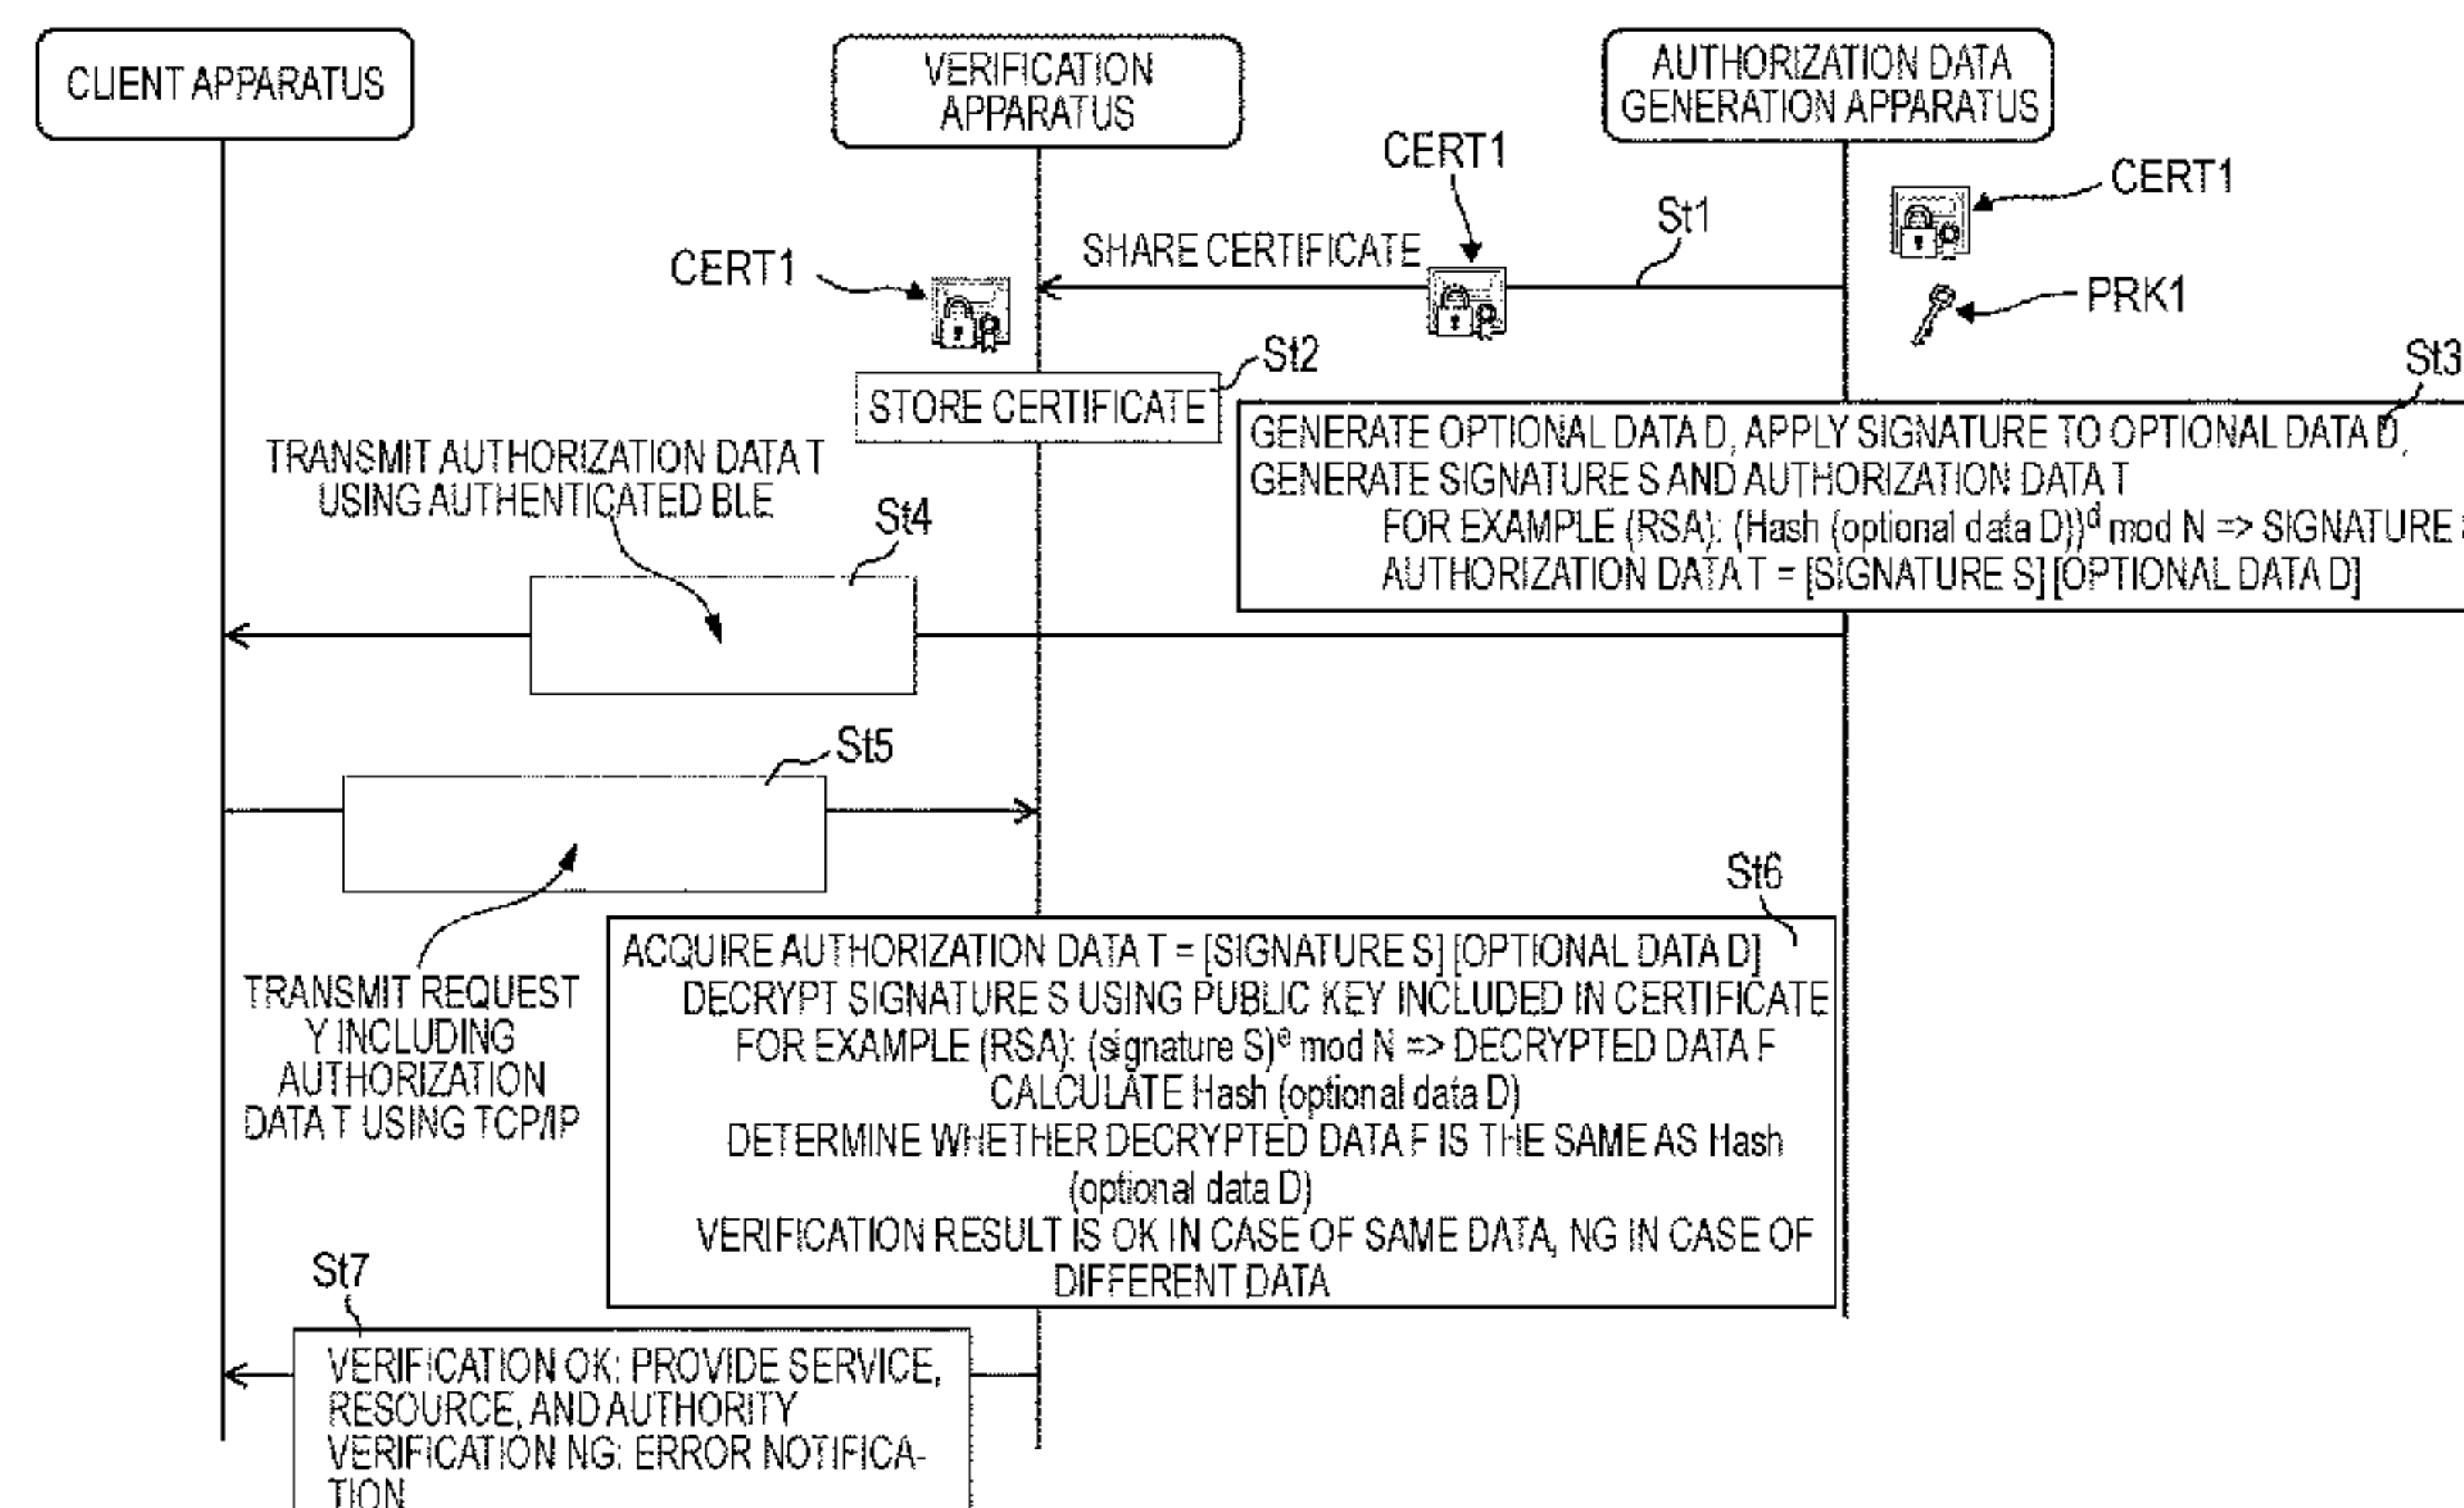 CLIENT APPARATUS
VERIFICATION
APPARATUS
AUTHORIZATION DATA
GENERATION APPARATUS
CERT1
CERT1
St1
SHARE CERTIFICATE
CERT1
PRK1
St2
St3
STORE CERTIFICATE
GENERATE OPTIONAL DATA D, APPLY SIGNATURE TO OPTIONAL DATA D,
GENERATE SIGNATURE S AND AUTHORIZATION DATA T
FOR EXAMPLE (RSA): (Hash (optional data D))^d mod N => SIGNATURE
AUTHORIZATION DATA T = [SIGNATURE S] [OPTIONAL DATA D]
TRANSMIT AUTHORIZATION DATA T
USING AUTHENTICATED BLE
St4
St5
TRANSMIT REQUEST
Y INCLUDING
AUTHORIZATION
DATA T USING TCP/IP
St6
ACQUIRE AUTHORIZATION DATA T = [SIGNATURE S] [OPTIONAL DATA D]
DECRYPT SIGNATURE S USING PUBLIC KEY INCLUDED IN CERTIFICATE
FOR EXAMPLE (RSA): (signature S)^e mod N => DECRYPTED DATA F
CALCULATE Hash (optional data D)
DETERMINE WHETHER DECRYPTED DATA F IS THE SAME AS Hash
(optional data D)
VERIFICATION RESULT IS OK IN CASE OF SAME DATA, NG IN CASE OF
DIFFERENT DATA
St7
VERIFICATION OK: PROVIDE SERVICE,
RESOURCE, AND AUTHORITY
VERIFICATION NG: ERROR NOTIFICA-
TION